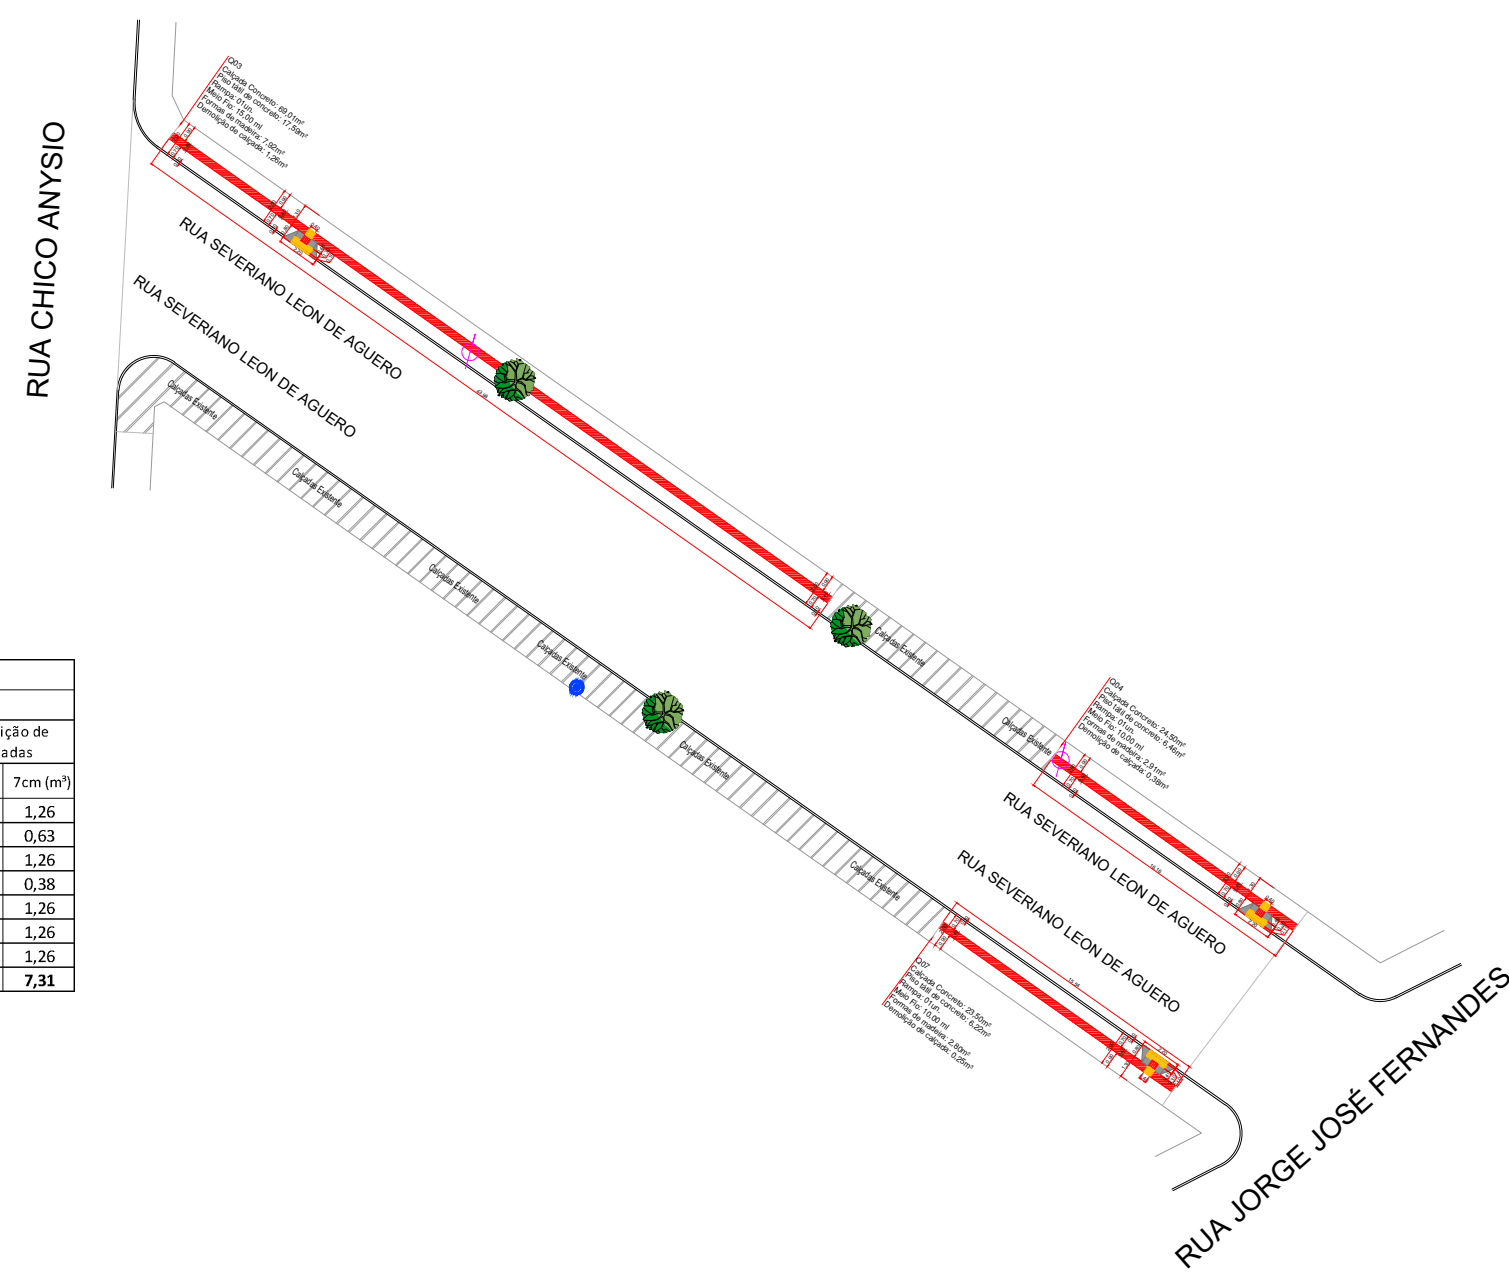 RUA CHICO ANYSIO
Q03
Calçada Concreto: 69,01m²
Piso tátil de concreto: 17,59m²
Rampa: 01un.
Meio Fio: 15,00 ml
Formas de madeira: 7,92m²
Demolição de calçada: 1,26m³
RUA SEVERIANO LEON DE AGUERO
RUA SEVERIANO LEON DE AGUERO
Calçadas Existente
Calçadas Existente
Calçadas Existente
Calçadas Existente
Calçadas Existente
Calçadas Existente
Calçadas Existente
Calçadas Existente
Q04
Calçada Concreto: 24,50m²
Piso tátil de concreto: 6,46m²
Rampa: 01un.
Meio Fio: 10,00 ml
Formas de madeira: 2,91m²
Demolição de calçada: 0,38m³
RUA SEVERIANO LEON DE AGUERO
RUA SEVERIANO LEON DE AGUERO
Q07
Calçada Concreto: 23,50m²
Piso tátil de concreto: 6,22m²
Rampa: 01un.
Meio Fio: 10,00 ml
Formas de madeira: 2,80m²
Demolição de calçada: 0,25m³
RUA JORGE JOSÉ FERNANDES
ição de
adas
7cm (m³)
1,26
0,63
1,26
0,38
1,26
1,26
1,26
7,31